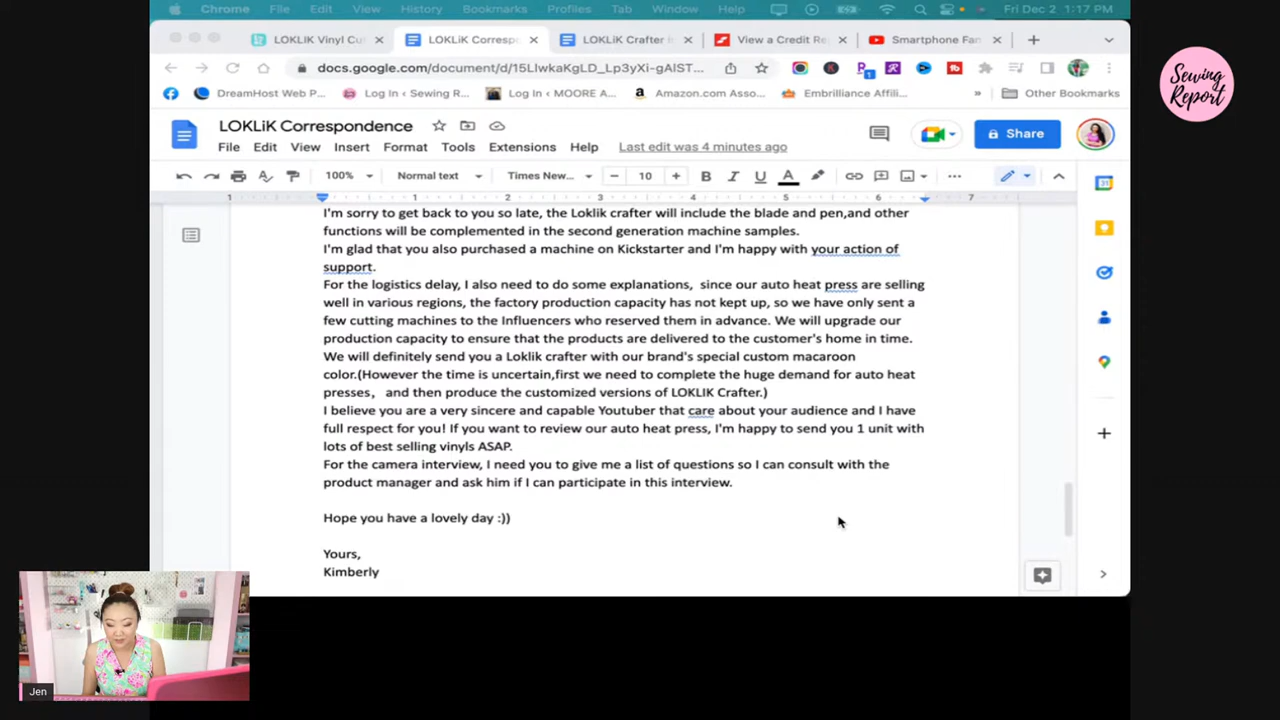 Chrome File Edit View History Bookmarks Profiles Tab Window Help Fri Dec 2 1:17 PM
LOKLIK Vinyl Cu
LOKLiK Corresp
LOKLiK Crafter
View a Credit Re
Smartphone Fan
docs.google.com/document/d/15LlwkaKgLD_Lp3yXi-gAlST...
DreamHost Web P...
Log In ‹ Sewing R...
Log In ‹ MOORE A...
Amazon.com Asso...
Embrilliance Affili...
»
Other Bookmarks
Sewing
Report
LOKLiK Correspondence
Share
File Edit View Insert Format Tools Extensions Help Last edit was 4 minutes ago
100% Normal text Times New... 10 B I U A
1 1 2 3 4 5 6 7
I'm sorry to get back to you so late, the Loklik crafter will include the blade and pen,and other
functions will be complemented in the second generation machine samples.
I'm glad that you also purchased a machine on Kickstarter and I'm happy with your action of
support.
For the logistics delay, I also need to do some explanations, since our auto heat press are selling
well in various regions, the factory production capacity has not kept up, so we have only sent a
few cutting machines to the Influencers who reserved them in advance. We will upgrade our
production capacity to ensure that the products are delivered to the customer's home in time.
We will definitely send you a Loklik crafter with our brand's special custom macaroon
color.(However the time is uncertain,first we need to complete the huge demand for auto heat
presses, and then produce the customized versions of LOKLIK Crafter.)
I believe you are a very sincere and capable Youtuber that care about your audience and I have
full respect for you! If you want to review our auto heat press, I'm happy to send you 1 unit with
lots of best selling vinyls ASAP.
For the camera interview, I need you to give me a list of questions so I can consult with the
product manager and ask him if I can participate in this interview.
Hope you have a lovely day :))
Yours,
Kimberly
Jen